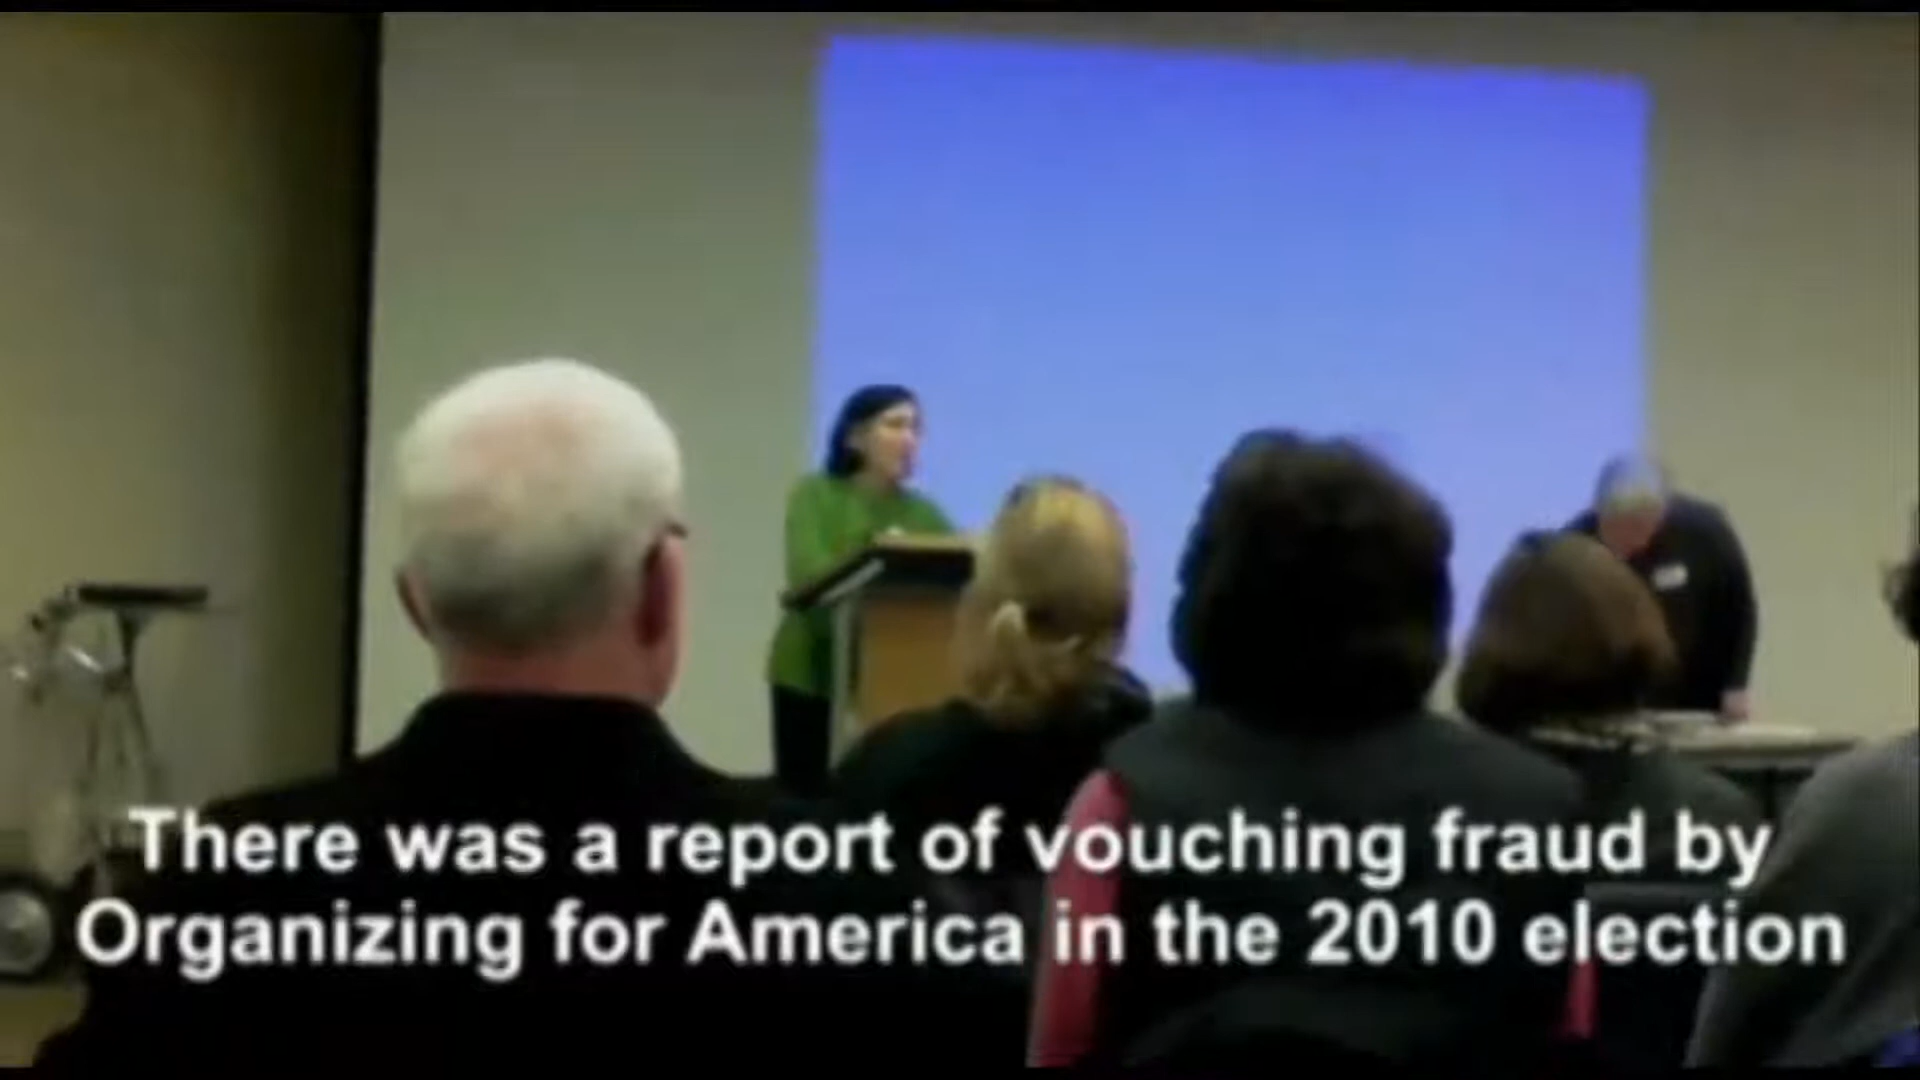 There was a report of vouching fraud by
Organizing for America in the 2010 election